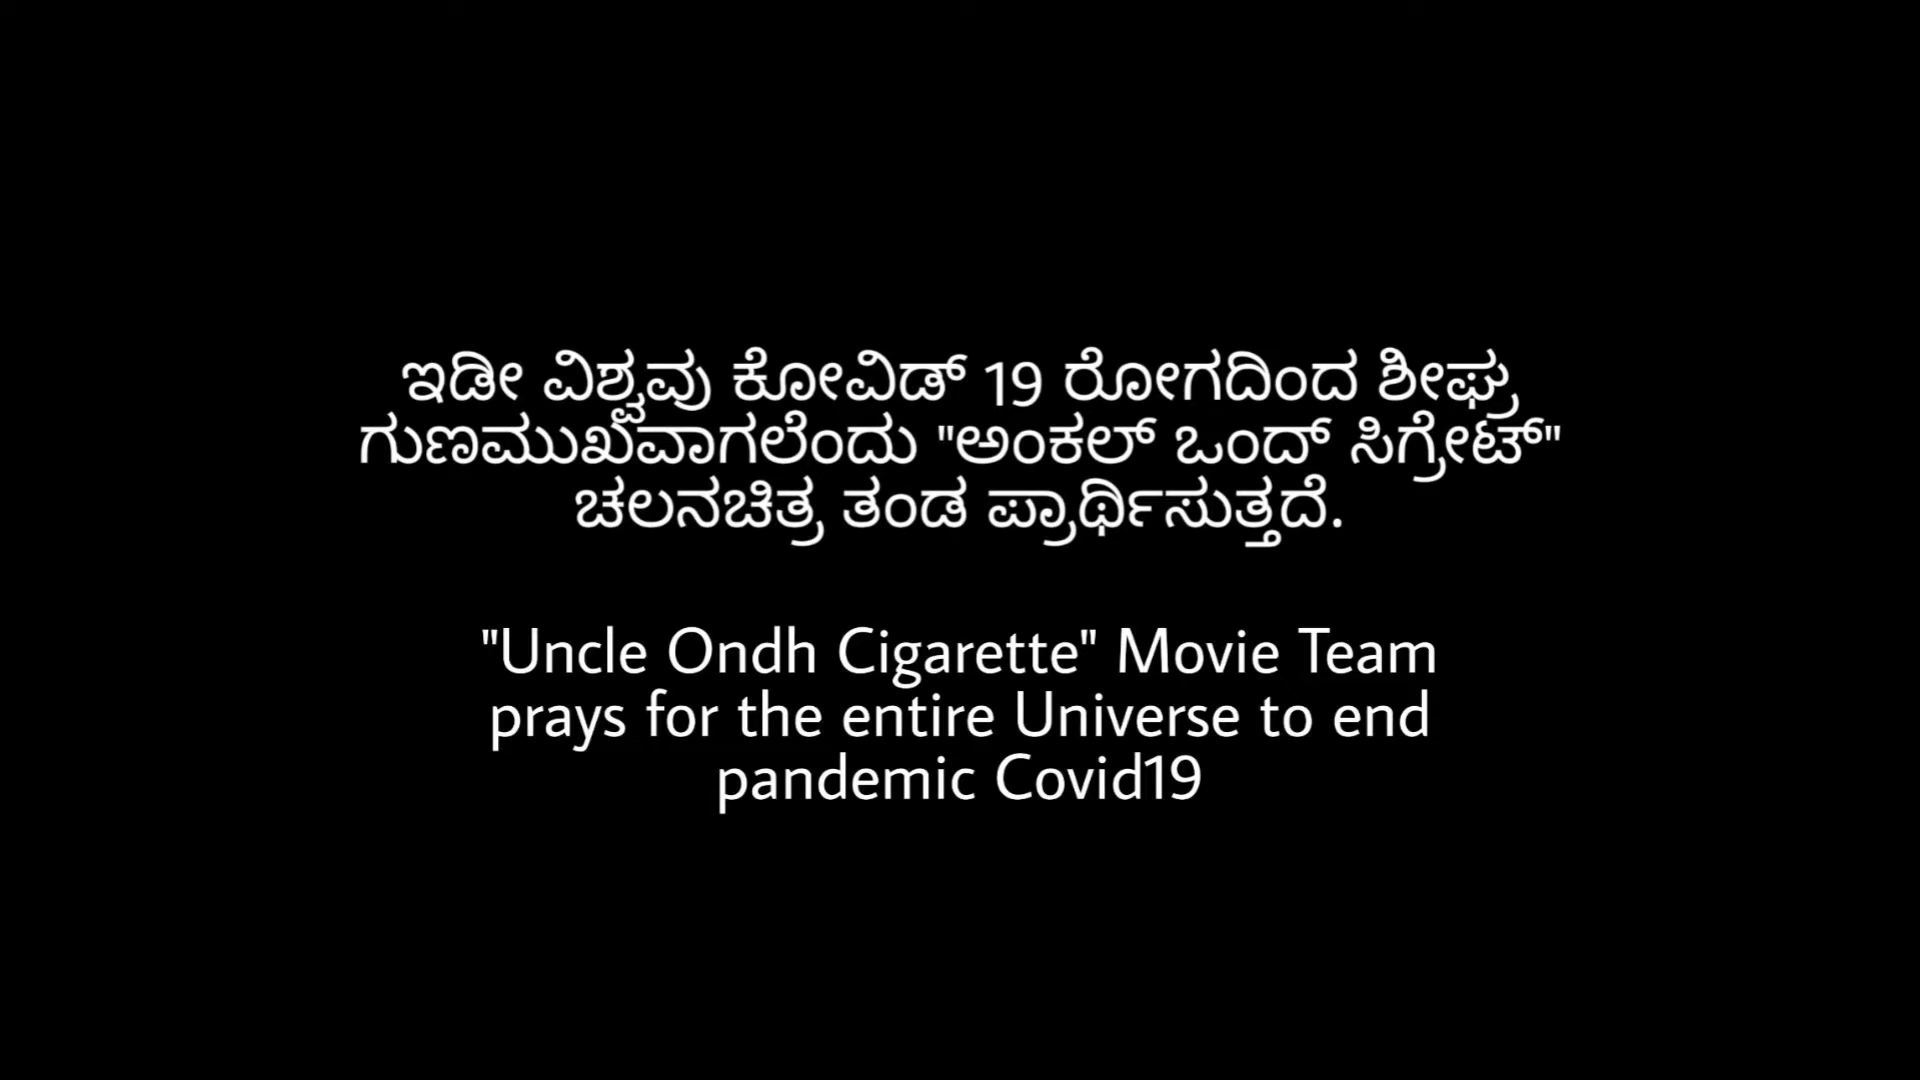 ಇಡೀ ವಿಶ್ವವು ಕೋವಿಡ್ 19 ರೋಗದಿಂದ ಶೀಘ್ರ
ಗುಣಮುಖವಾಗಲೆಂದು "ಅಂಕಲ್ ಒಂದ್ ಸಿಗ್ರೇಟ್"
ಚಲನಚಿತ್ರ ತಂಡ ಪ್ರಾರ್ಥಿಸುತ್ತದೆ.
"Uncle Ondh Cigarette" Movie Team
prays for the entire Universe to end
pandemic Covid19